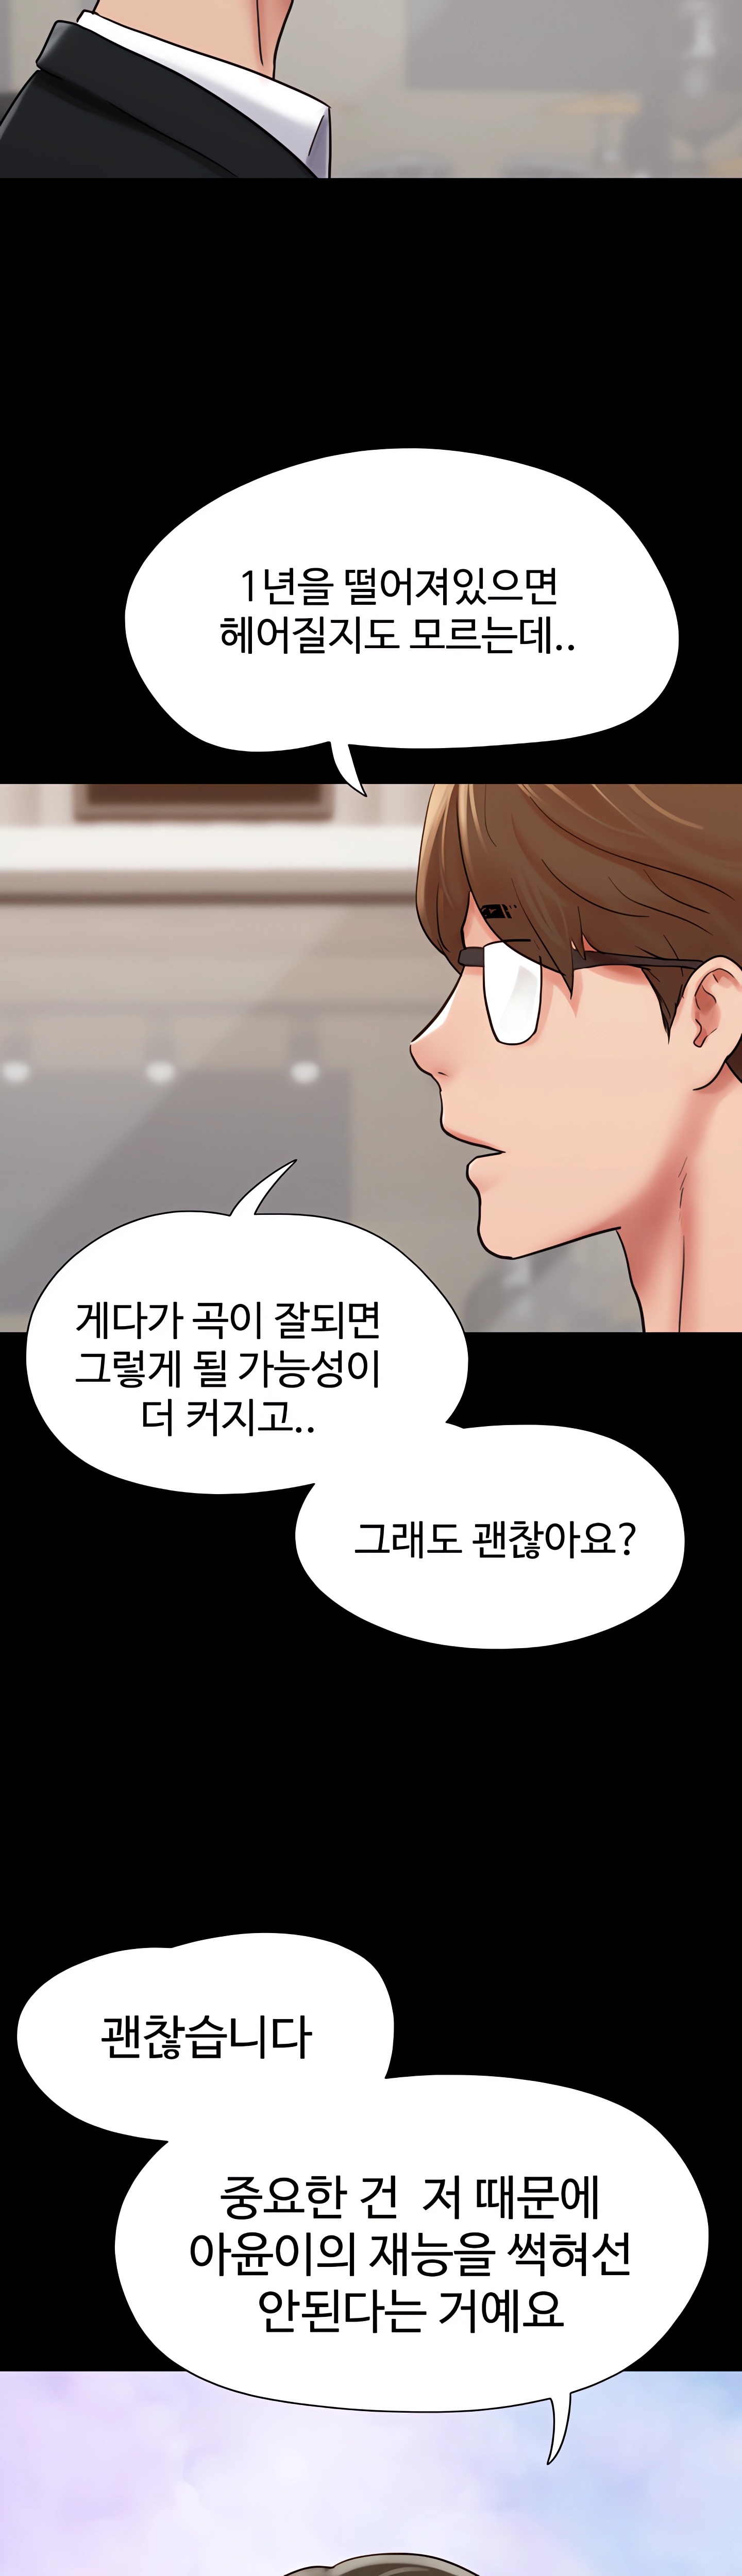 1년을 떨어져있으면
헤어질지도 모르는데..
게다가 곡이 잘되면
그렇게 될 가능성이
더 커지고..
그래도 괜찮아요?
괜찮습니다
중요한 건 저 때문에
아윤이의 재능을 썩혀선
안된다는 거예요